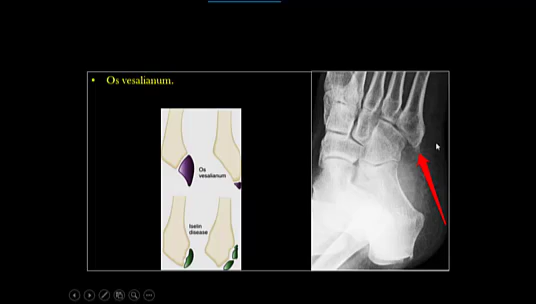 • Os vesalianum.
Os
vesalianum
Iselin
disease